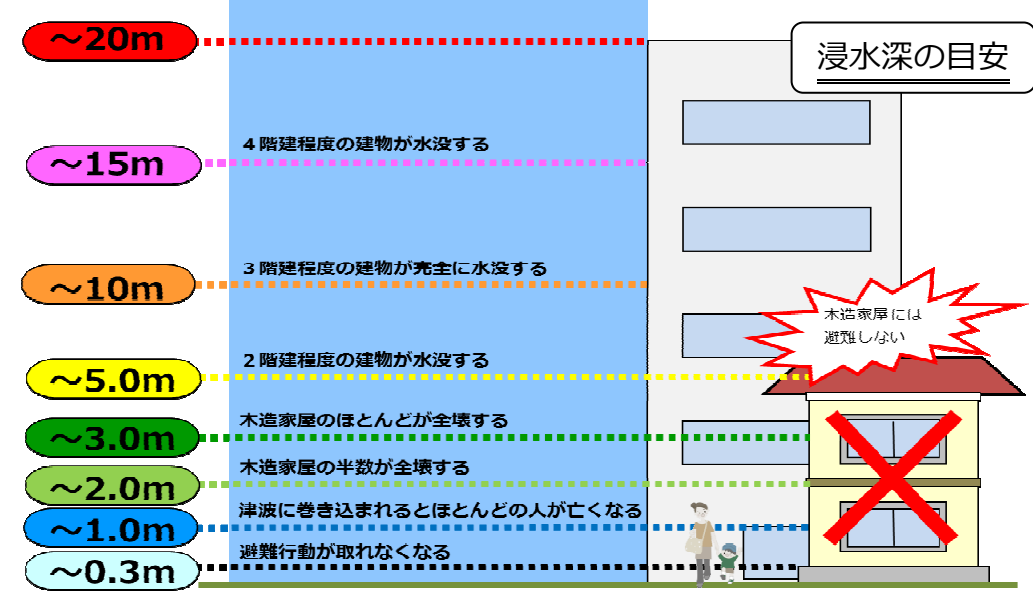 浸水深の目安
～20m
4階建程度の建物が水没する
～15m
3階建程度の建物が完全に水没する
～10m
木造家屋には
避難しない
2階建程度の建物が水没する
～5.0m
木造家屋のほとんどが全壊する
～3.0m
木造家屋の半数が全壊する
～2.0m
津波に巻き込まれるとほとんどの人が亡くなる
～1.0m
避難行動が取れなくなる
～0.3m